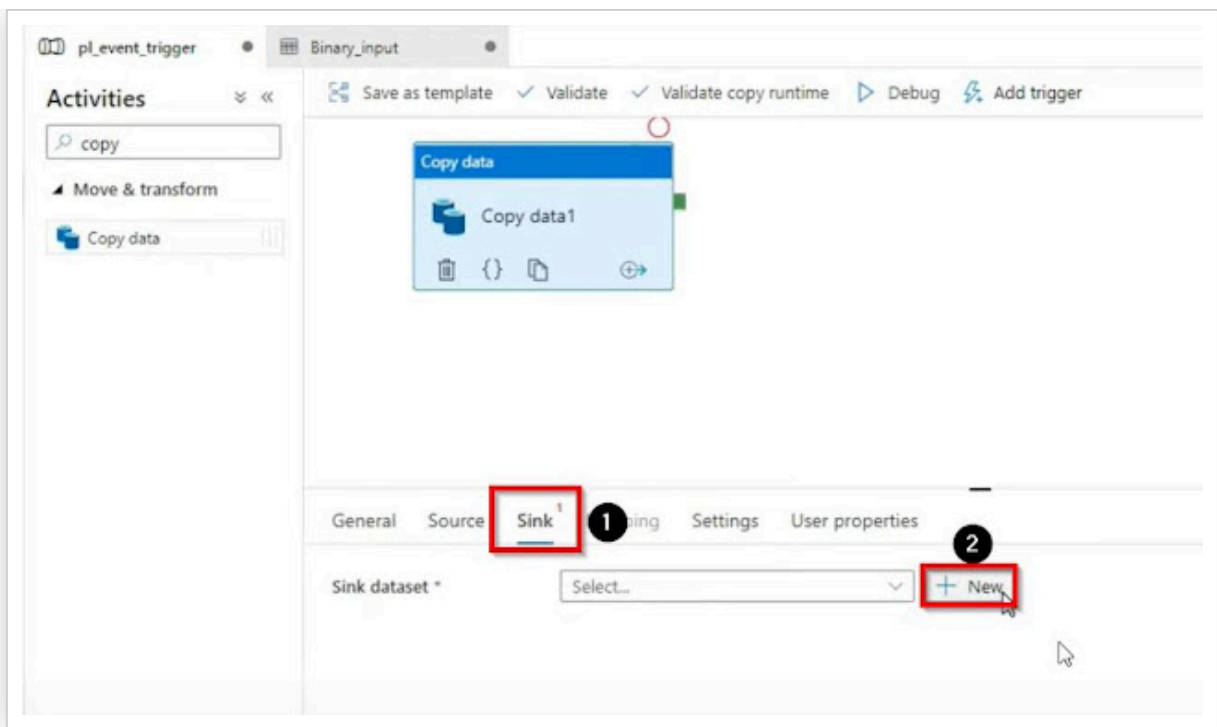 pl_event_trigger
Binary_input
Activities
Save as template
Validate
Validate copy runtime
Debug
Add trigger
copy
Move & transform
Copy data
Copy data
Copy data1
{}
General
Source
Sink 1
1
ping
Settings
User properties
2
Sink dataset *
Select...
+ New